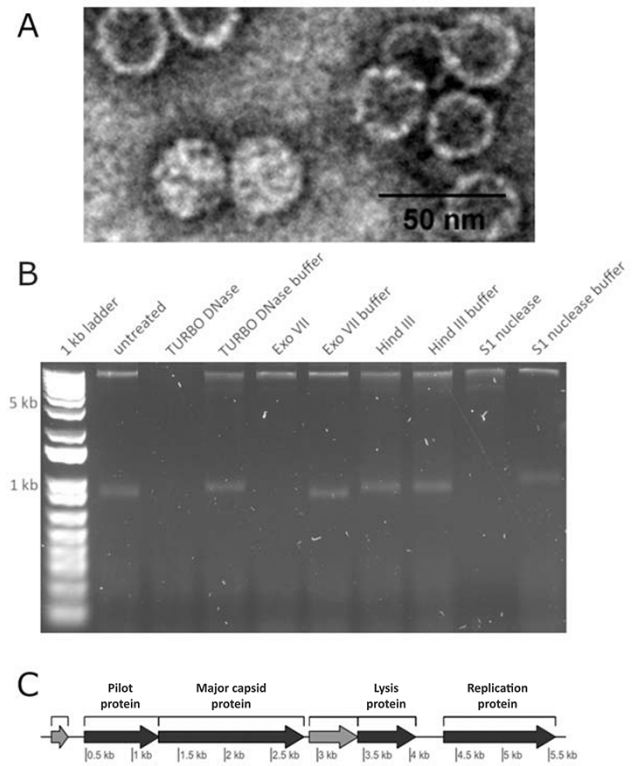 A
50 nm
B
1 kb ladder
untreated
TURBO DNase
TURBO DNase buffer
Exo VII
Exo VII buffer
Hind III
Hind III buffer
S1 nuclease
S1 nuclease buffer
5 kb
1 kb
C
Pilot
protein
Major capsid
protein
Lysis
protein
Replication
protein
0.5 kb
1 kb
1.5 kb
2 kb
2.5 kb
3 kb
3.5 kb
4 kb
4.5 kb
5 kb
5.5 kb